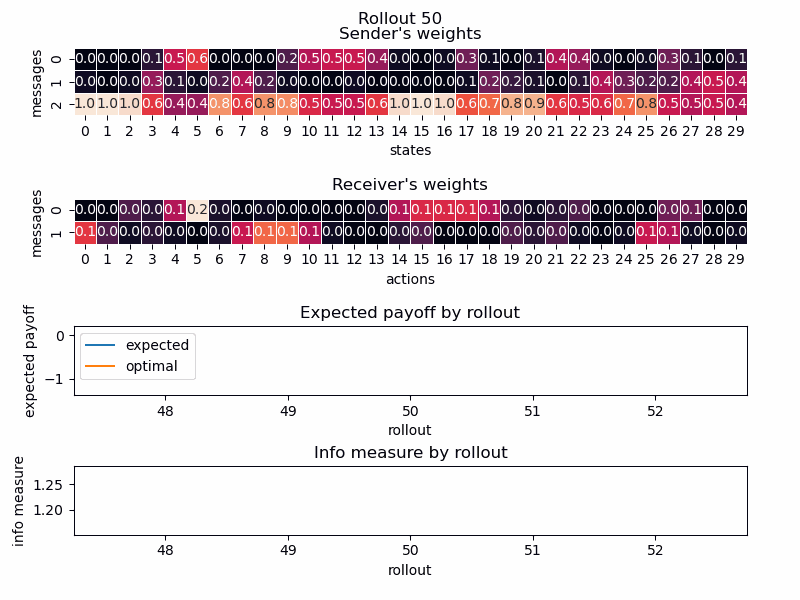 Rollout 50
Sender's weights
messages
0 0.0 0.0 0.0 0.1 0.5 0.6 0.0 0.0 0.0 0.2 0.5 0.5 0.5 0.4 0.0 0.0 0.0 0.3 0.1 0.0 0.1 0.4 0.4 0.0 0.0 0.0 0.3 0.1 0.0 0.1
1 0.0 0.0 0.0 0.3 0.1 0.0 0.2 0.4 0.2 0.0 0.0 0.0 0.0 0.0 0.0 0.0 0.0 0.1 0.2 0.2 0.1 0.0 0.1 0.4 0.3 0.2 0.2 0.4 0.5 0.4
2 1.0 1.0 1.0 0.6 0.4 0.4 0.8 0.6 0.8 0.8 0.5 0.5 0.5 0.6 1.0 1.0 1.0 0.6 0.7 0.8 0.9 0.6 0.5 0.6 0.7 0.8 0.5 0.5 0.5 0.4
0 1 2 3 4 5 6 7 8 9 10 11 12 13 14 15 16 17 18 19 20 21 22 23 24 25 26 27 28 29
states
Receiver's weights
messages
0 0.0 0.0 0.0 0.0 0.1 0.2 0.0 0.0 0.0 0.0 0.0 0.0 0.0 0.0 0.1 0.1 0.1 0.1 0.1 0.0 0.0 0.0 0.0 0.0 0.0 0.0 0.0 0.1 0.0 0.0
1 0.1 0.0 0.0 0.0 0.0 0.0 0.0 0.1 0.1 0.1 0.1 0.0 0.0 0.0 0.0 0.0 0.0 0.0 0.0 0.0 0.0 0.0 0.0 0.0 0.0 0.1 0.1 0.0 0.0 0.0
0 1 2 3 4 5 6 7 8 9 10 11 12 13 14 15 16 17 18 19 20 21 22 23 24 25 26 27 28 29
actions
Expected payoff by rollout
expected payoff
0
−1
expected
optimal
48 49 50 51 52
rollout
Info measure by rollout
info measure
1.25
1.20
48 49 50 51 52
rollout